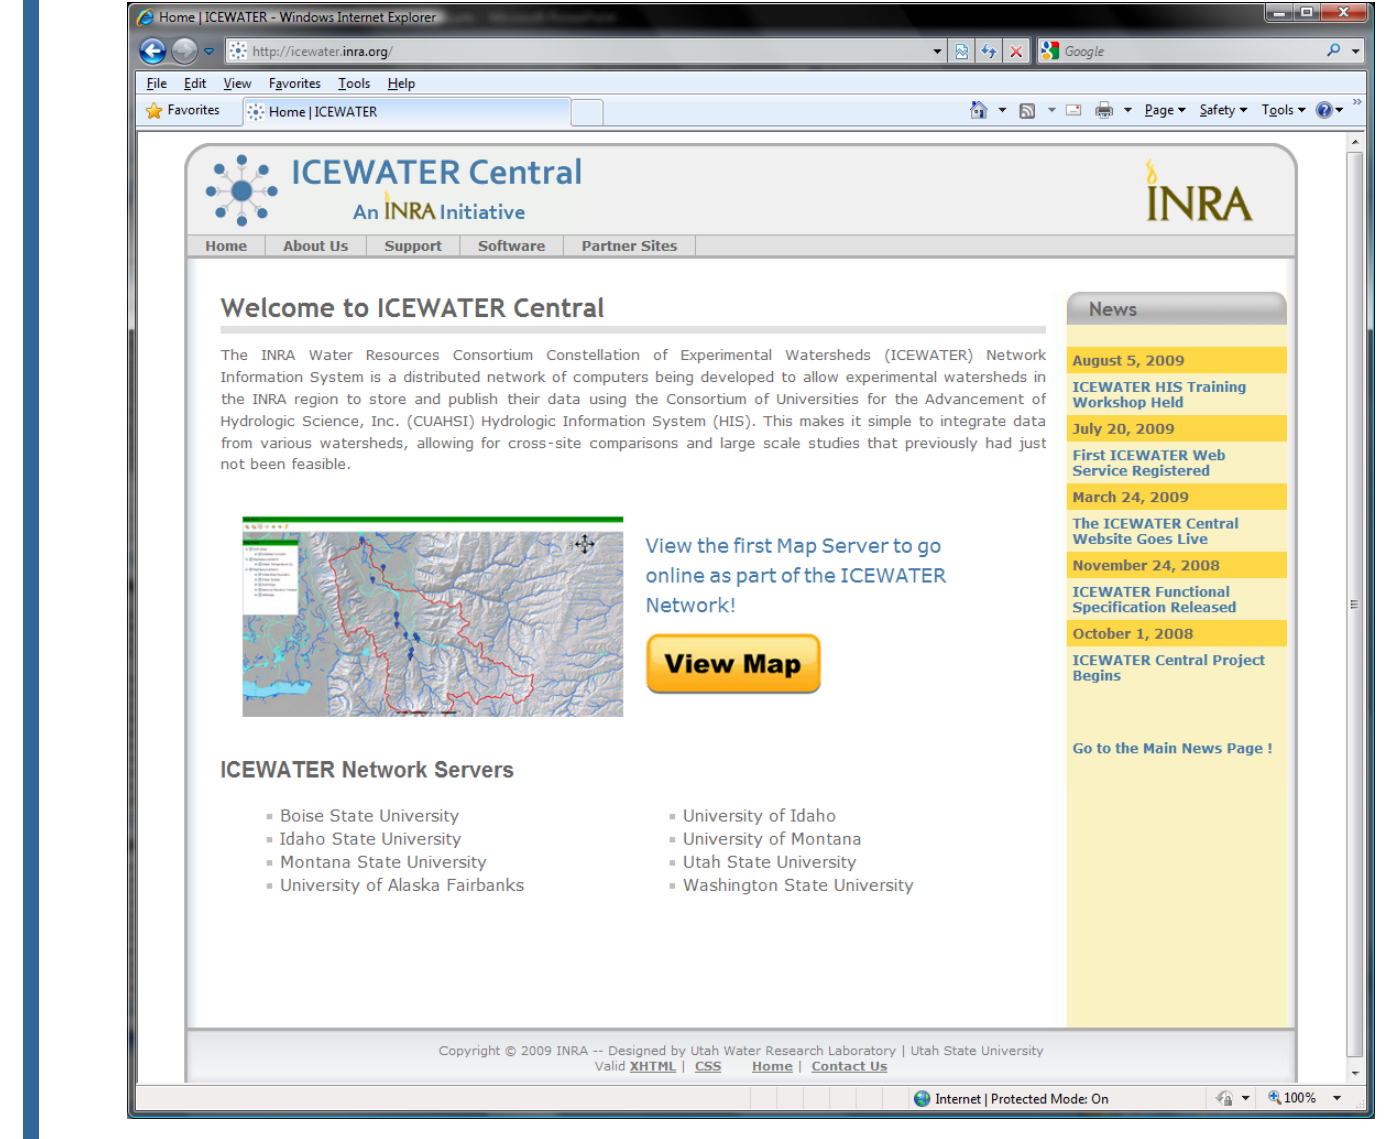 Home | ICEWATER - Windows Internet Explorer
http://icewater.inra.org/
Google
File Edit View Favorites Tools Help
Favorites
Home | ICEWATER
Page Safety Tools
ICEWATER Central
An INRA Initiative
INRA
Home About Us Support Software Partner Sites
Welcome to ICEWATER Central
The INRA Water Resources Consortium Constellation of Experimental Watersheds (ICEWATER) Network
Information System is a distributed network of computers being developed to allow experimental watersheds in
the INRA region to store and publish their data using the Consortium of Universities for the Advancement of
Hydrologic Science, Inc. (CUAHSI) Hydrologic Information System (HIS). This makes it simple to integrate data
from various watersheds, allowing for cross-site comparisons and large scale studies that previously had just
not been feasible.
View the first Map Server to go
online as part of the ICEWATER
Network!
View Map
ICEWATER Network Servers
Boise State University
Idaho State University
Montana State University
University of Alaska Fairbanks
University of Idaho
University of Montana
Utah State University
Washington State University
News
August 5, 2009
ICEWATER HIS Training
Workshop Held
July 20, 2009
First ICEWATER Web
Service Registered
March 24, 2009
The ICEWATER Central
Website Goes Live
November 24, 2008
ICEWATER Functional
Specification Released
October 1, 2008
ICEWATER Central Project
Begins
Go to the Main News Page !
Copyright © 2009 INRA -- Designed by Utah Water Research Laboratory | Utah State University
Valid XHTML | CSS Home | Contact Us
Internet | Protected Mode: On
100%